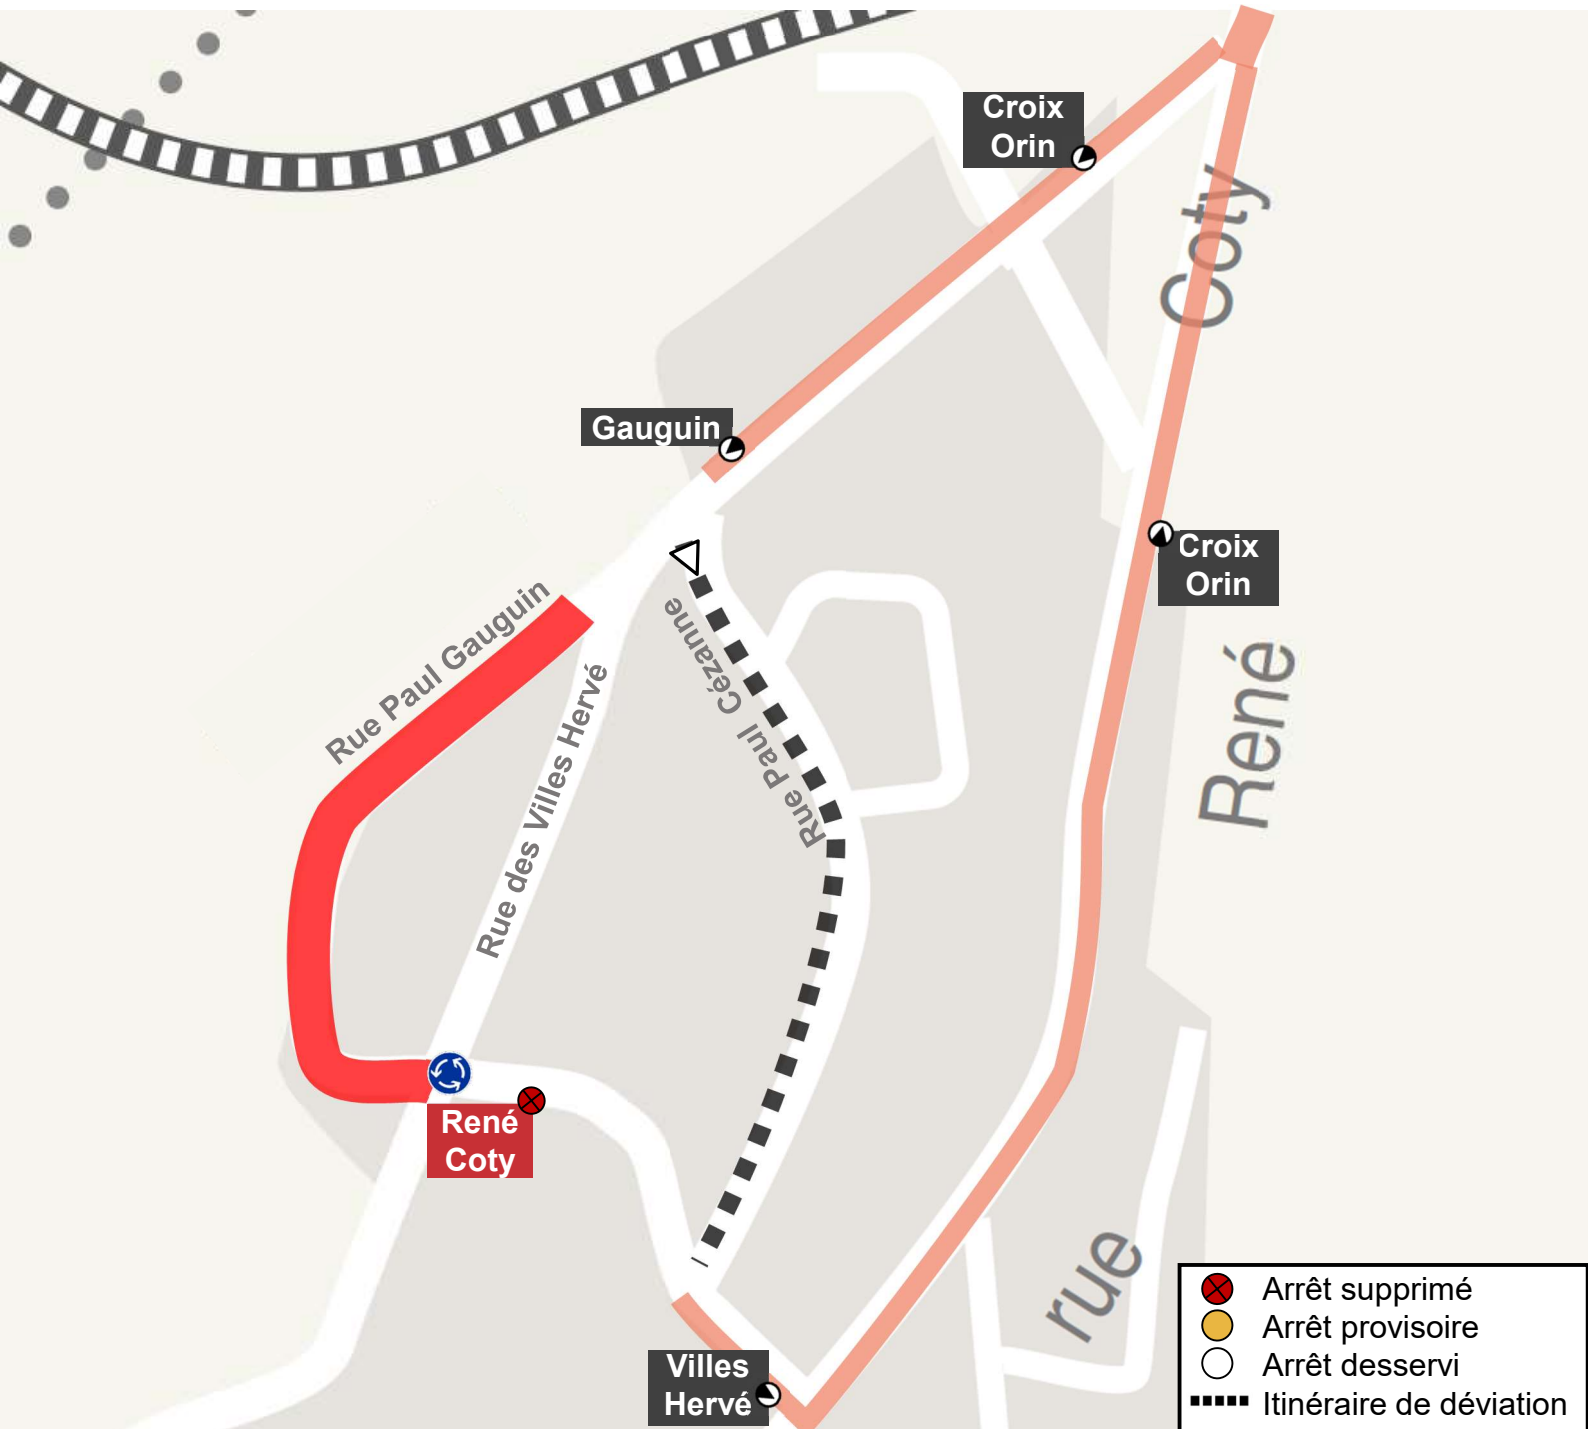 Croix
Orin
Coty
Gauguin
Croix
Orin
Rue Paul Gauguin
Rue Paul Cézanne
Rue des Villes Hervé
René
René
Coty
rue
Villes
Hervé
Arrêt supprimé
Arrêt provisoire
Arrêt desservi
Itinéraire de déviation